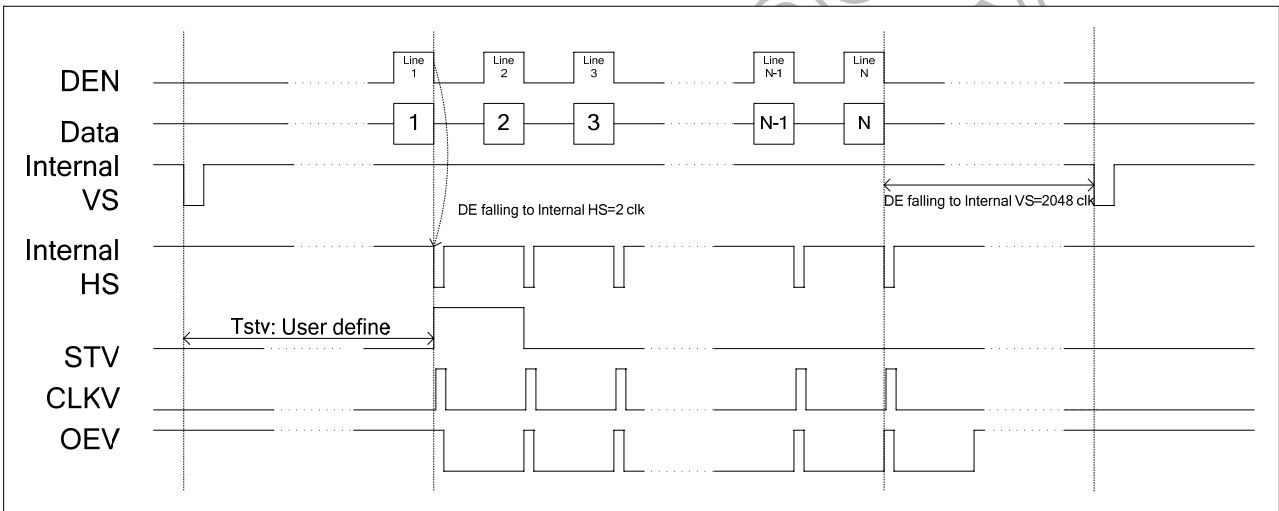 DEN
Line 1
Line 2
Line 3
Line N-1
Line N
Data
1
2
3
N-1
N
Internal VS
DE falling to Internal HS=2 clk
DE falling to Internal VS=2048 clk
Internal HS
Tstv: User define
STV
CLKV
OEV